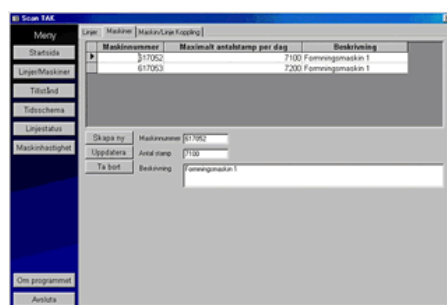 Scan TAK
Meny
Startsida
Linjer/Maskiner
Tillstånd
Tidsschema
Linjestatus
Maskinhastighet
Om programmet
Avsluta
Linjer Maskiner Maskin/Linje Koppling
Maskinnummer Maximalt antalstamp per dag Beskrivning
617052 7100 Formningsmaskin 1
617053 7200 Formningsmaskin 1
Skapa ny Maskinnummer 617052
Uppdatera Antal stamp 7100
Ta bort Beskrivning Formningsmaskin 1